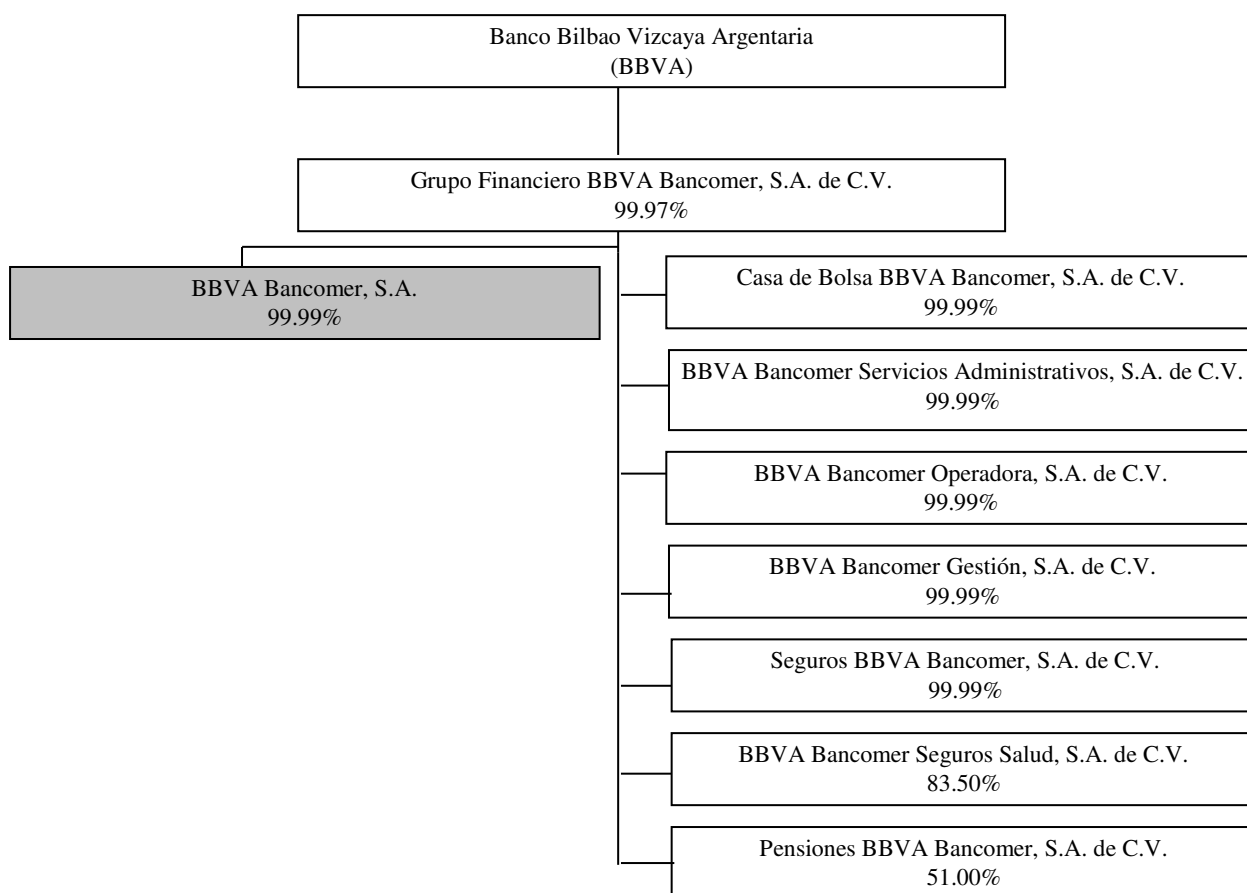 Banco Bilbao Vizcaya Argentaria
(BBVA)
Grupo Financiero BBVA Bancomer, S.A. de C.V.
99.97%
BBVA Bancomer, S.A.
99.99%
Casa de Bolsa BBVA Bancomer, S.A. de C.V.
99.99%
BBVA Bancomer Servicios Administrativos, S.A. de C.V.
99.99%
BBVA Bancomer Operadora, S.A. de C.V.
99.99%
BBVA Bancomer Gestión, S.A. de C.V.
99.99%
Seguros BBVA Bancomer, S.A. de C.V.
99.99%
BBVA Bancomer Seguros Salud, S.A. de C.V.
83.50%
Pensiones BBVA Bancomer, S.A. de C.V.
51.00%